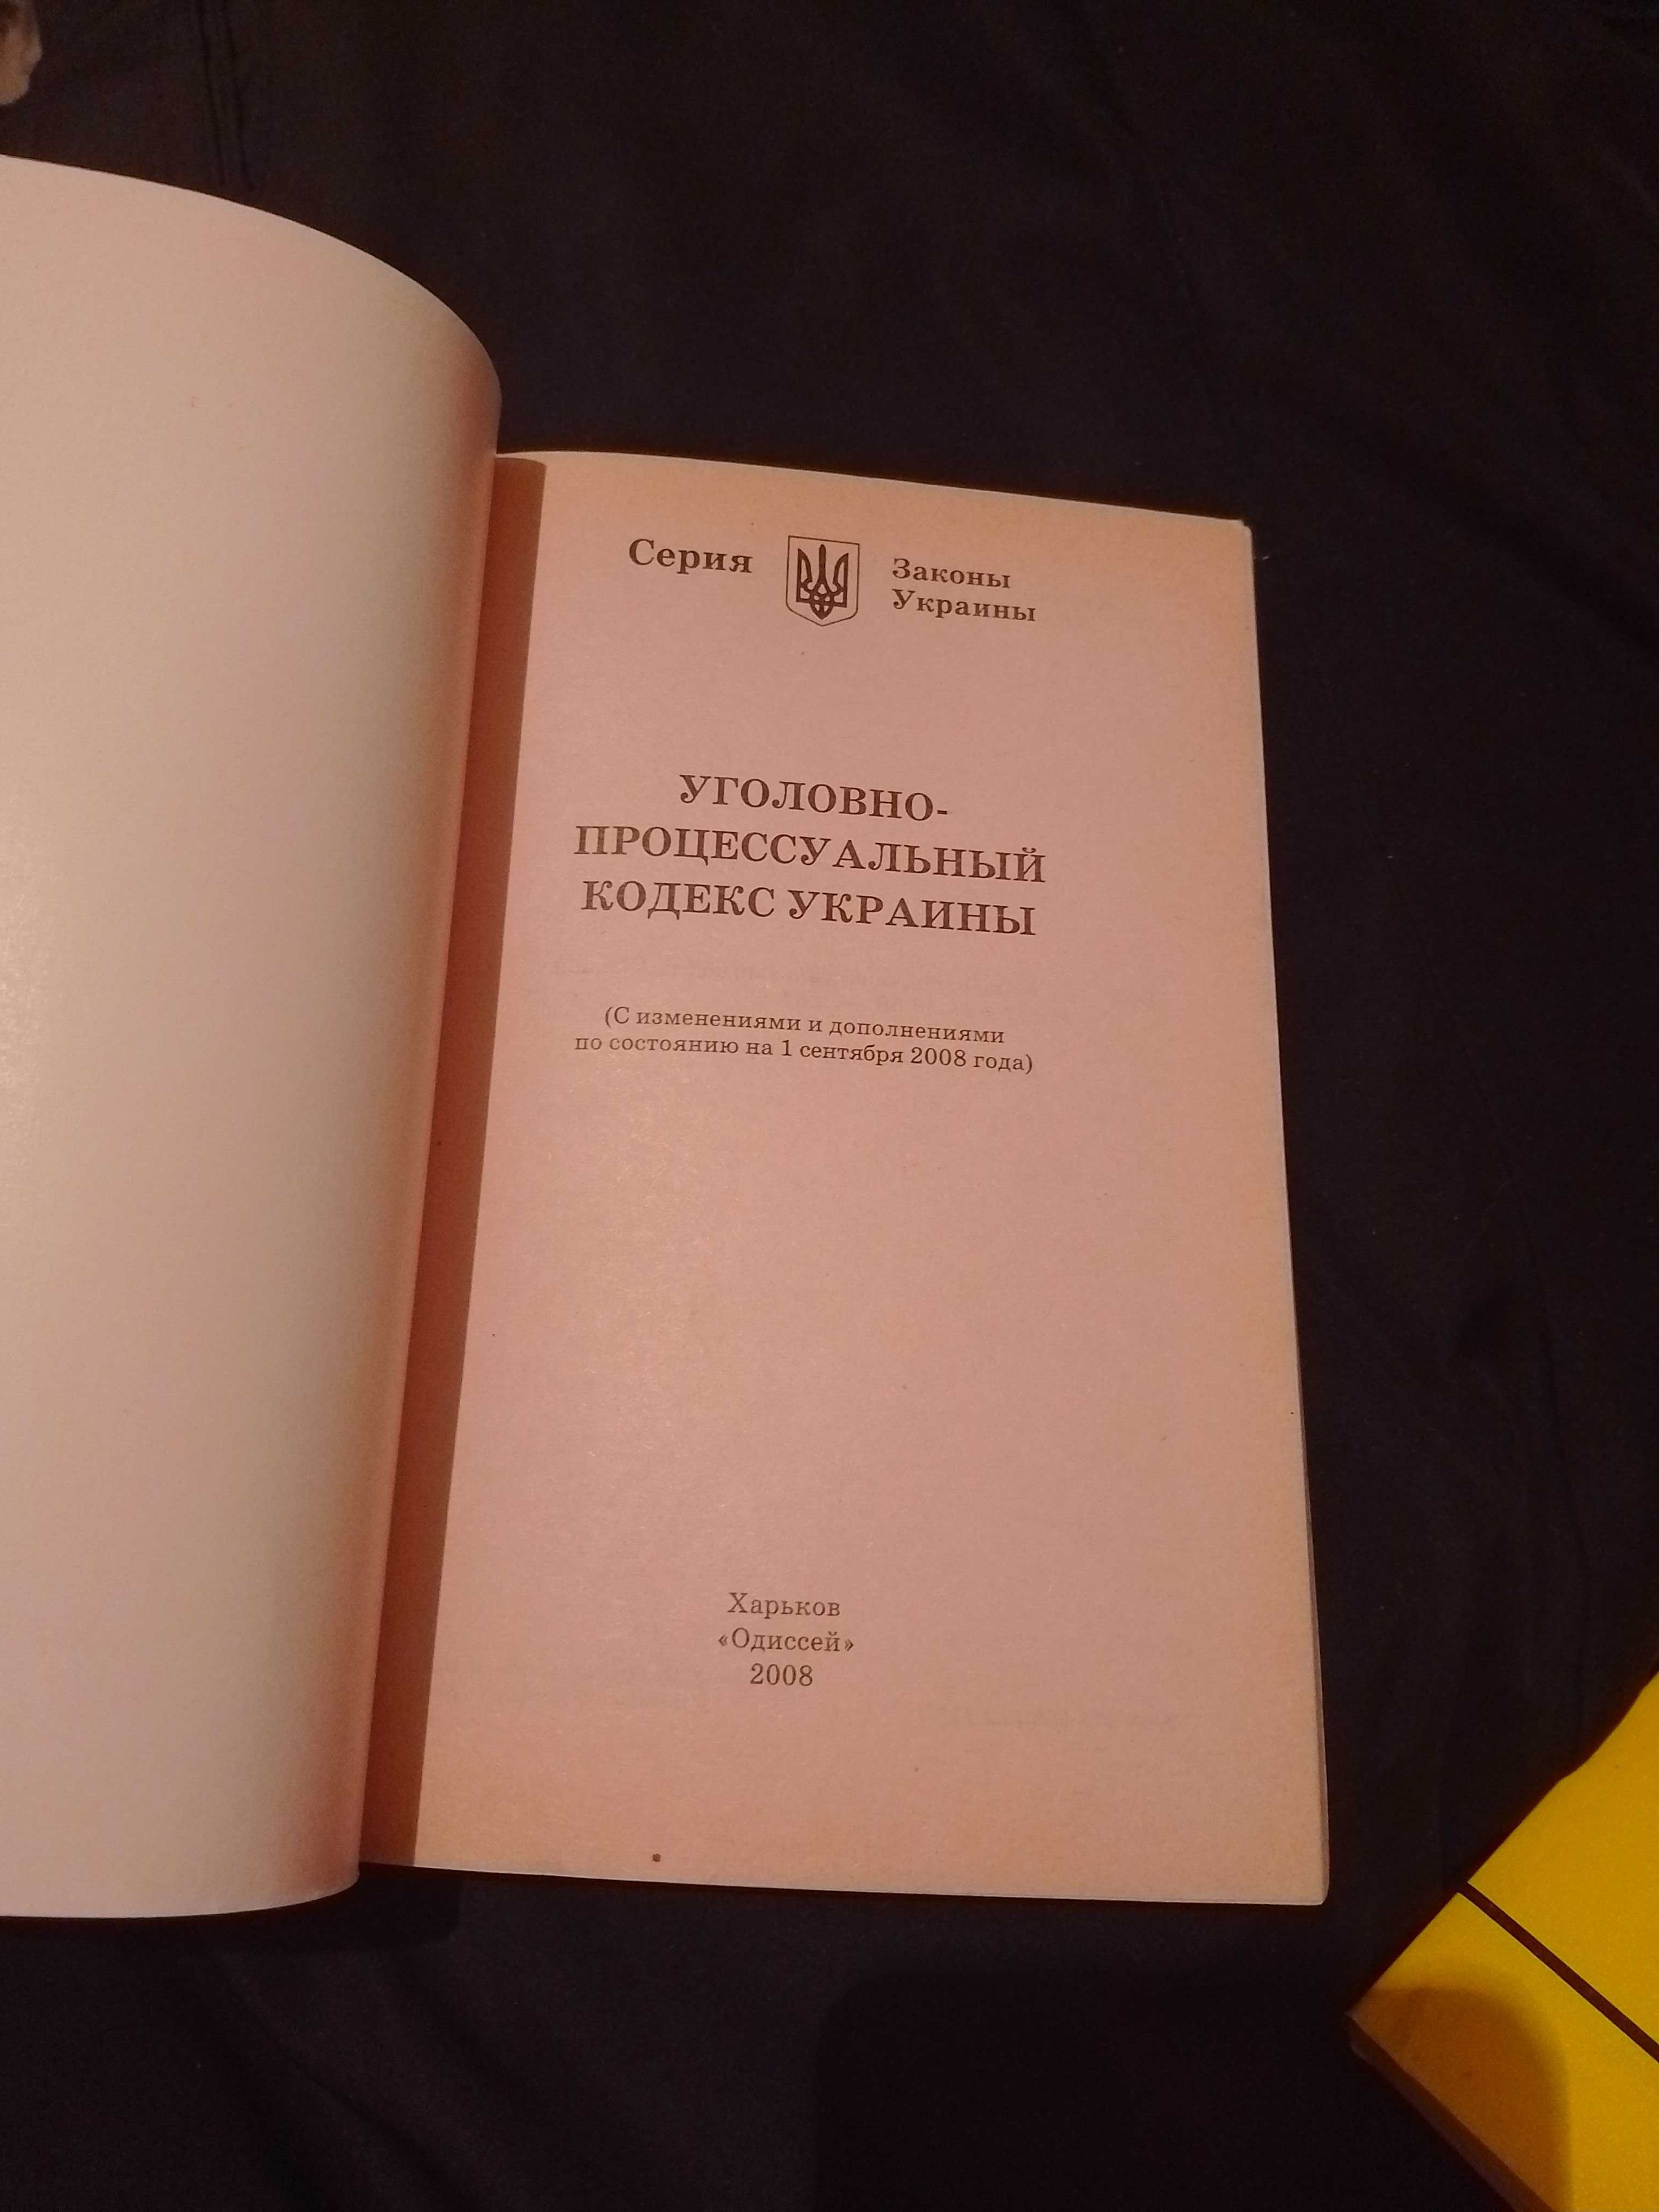 Серия
Законы
Украины
УГОЛОВНО-
ПРОЦЕССУАЛЬНЫЙ
КОДЕКС УКРАИНЫ
(С изменениями и дополнениями
по состоянию на 1 сентября 2008 года)
Харьков
«Одиссей»
2008